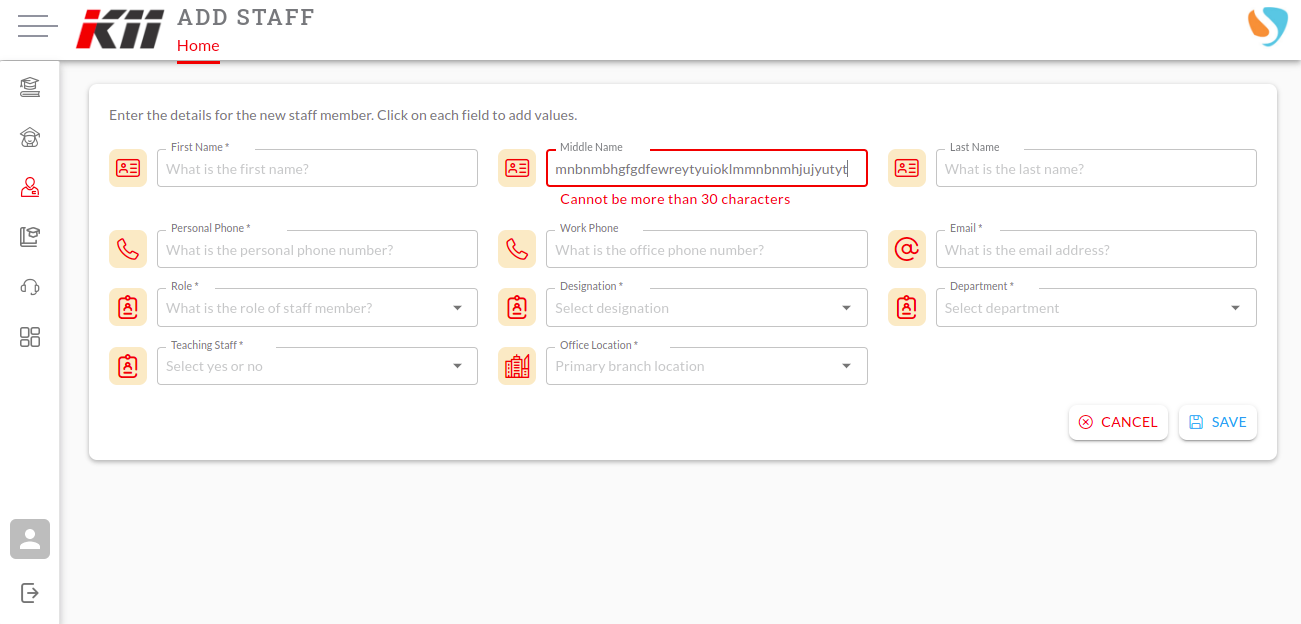 KII
ADD STAFF
Home
Enter the details for the new staff member. Click on each field to add values.
First Name *
What is the first name?
Middle Name
mnbnmbhgfgdfewreytyuioklmmnbnmhjujyutyt
Cannot be more than 30 characters
Last Name
What is the last name?
Personal Phone *
What is the personal phone number?
Work Phone
What is the office phone number?
Email *
What is the email address?
Role *
What is the role of staff member?
Designation *
Select designation
Department *
Select department
Teaching Staff *
Select yes or no
Office Location *
Primary branch location
CANCEL
SAVE